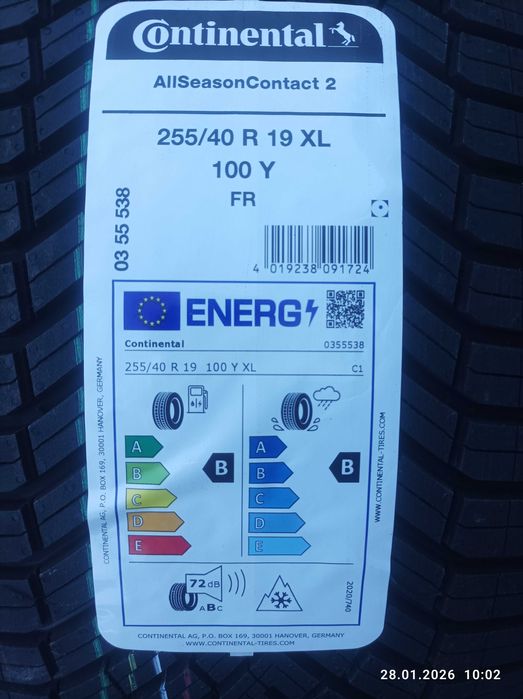 Continental
AllSeasonContact 2
255/40 R 19 XL
100 Y
FR
03 55 538
4 019238 091724
ENERG
Continental 0355538
255/40 R 19 100 Y XL C1
A
B
C
D
E
B
A
B
C
D
E
B
72 dB
ABC
2020/740
CONTINENTAL AG, P.O. BOX 169, 30001 HANOVER, GERMANY
WWW.CONTINENTAL-TIRES.COM
CONTINENTAL AG, P.O. BOX 169, 30001 HANOVER, GERMANY
WWW.CONTINENTAL-TIRES.COM
28.01.2026 10:02